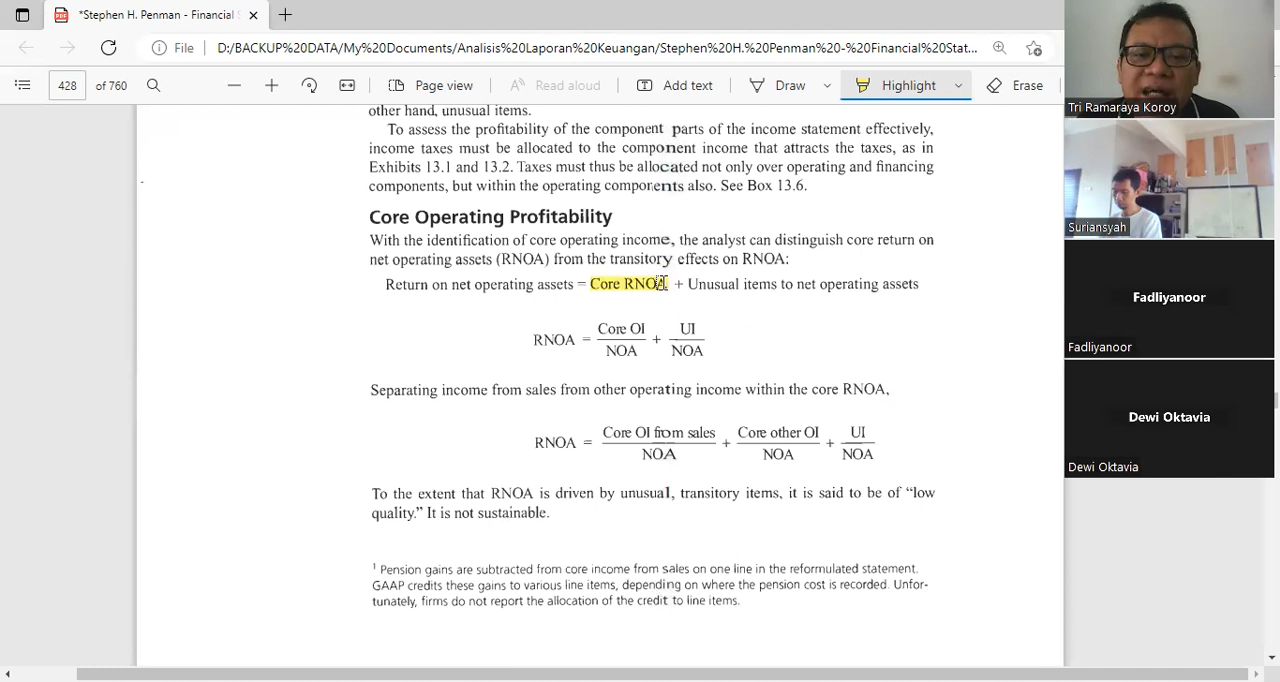 *Stephen H. Penman - Financial S
File
D:/BACKUP%20DATA/My%20Documents/Analisis%20Laporan%20Keuangan/Stephen%20H.%20Penman%20-%20Financial%20Stat...
428 of 760
Page view
Read aloud
Add text
Draw
Highlight
Erase
other hand, unusual items.
To assess the profitability of the component parts of the income statement effectively,
income taxes must be allocated to the component income that attracts the taxes, as in
Exhibits 13.1 and 13.2. Taxes must thus be allocated not only over operating and financing
components, but within the operating components also. See Box 13.6.
Core Operating Profitability
With the identification of core operating income, the analyst can distinguish core return on
net operating assets (RNOA) from the transitory effects on RNOA:
Return on net operating assets = Core RNOA + Unusual items to net operating assets
RNOA = Core OI / NOA + UI / NOA
Separating income from sales from other operating income within the core RNOA,
RNOA = Core OI from sales / NOA + Core other OI / NOA + UI / NOA
To the extent that RNOA is driven by unusual, transitory items, it is said to be of “low
quality.” It is not sustainable.
1 Pension gains are subtracted from core income from sales on one line in the reformulated statement.
GAAP credits these gains to various line items, depending on where the pension cost is recorded. Unfor-
tunately, firms do not report the allocation of the credit to line items.
Tri Ramaraya Koroy
Suriansyah
Fadliyanoor
Fadliyanoor
Dewi Oktavia
Dewi Oktavia